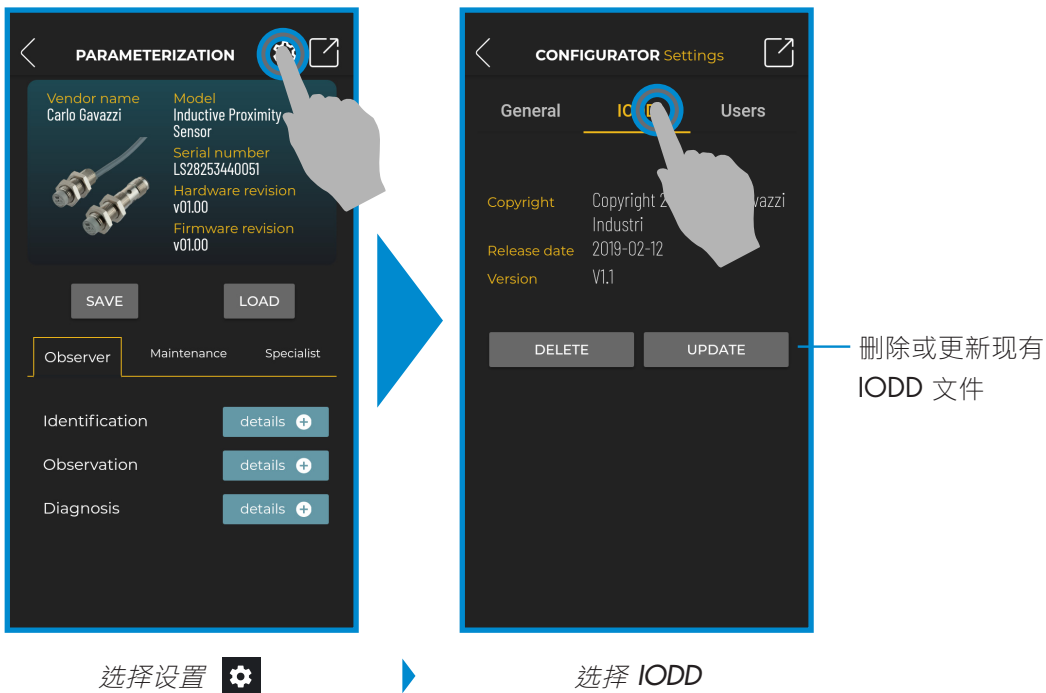 PARAMETERIZATION
Vendor name
Carlo Gavazzi
Model
Inductive Proximity
Sensor
Serial number
LS28253440051
Hardware revision
v01.00
Firmware revision
v01.00
SAVE
LOAD
Observer
Maintenance
Specialist
Identification
details
Observation
details
Diagnosis
details
选择设置
CONFIGURATOR Settings
General
Users
Copyright
Copyright
Industri
Release date
2019-02-12
Version
V1.1
DELETE
UPDATE
删除或更新现有
IODD 文件
选择 IODD